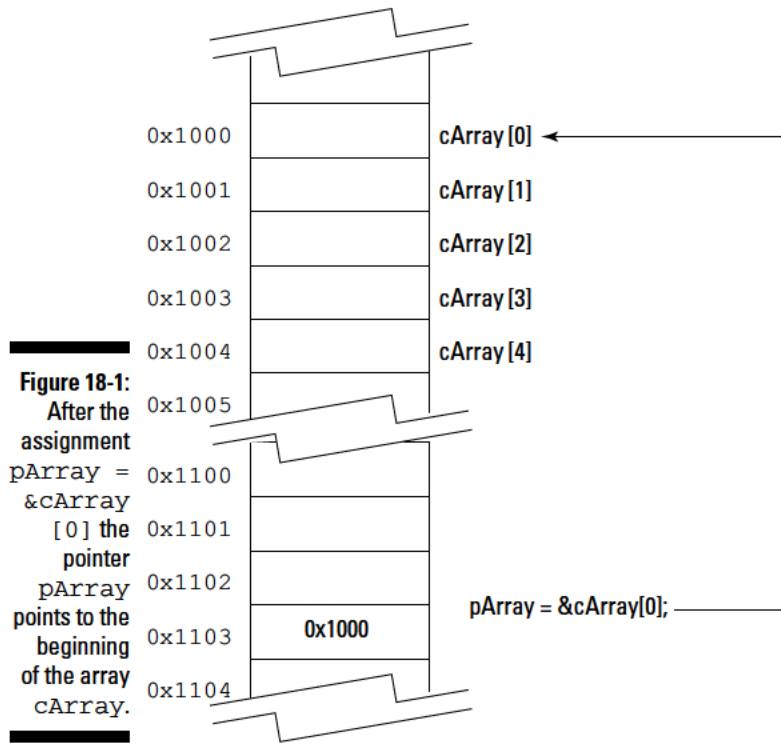 0x1000 cArray [0]
0x1001 cArray [1]
0x1002 cArray [2]
0x1003 cArray [3]
0x1004 cArray [4]
0x1005
Figure 18-1:
After the
assignment
pArray =
&cArray
[0] the
pointer
pArray
points to the
beginning
of the array
cArray.
0x1100
0x1101
0x1102
0x1103 0x1000 pArray = &cArray[0];
0x1104